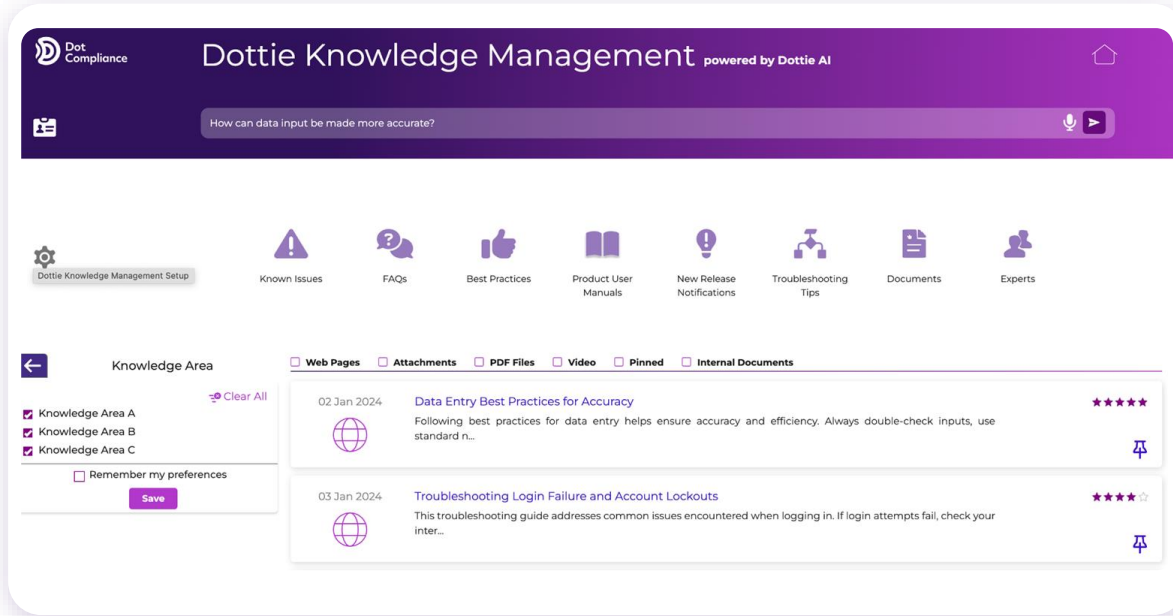 Dot
Compliance
Dottie Knowledge Management powered by Dottie AI
How can data input be made more accurate?
Dottie Knowledge Management Setup
Known Issues
FAQs
Best Practices
Product User
Manuals
New Release
Notifications
Troubleshooting
Tips
Documents
Experts
Knowledge Area
Clear All
Knowledge Area A
Knowledge Area B
Knowledge Area C
Remember my preferences
Save
Web Pages Attachments PDF Files Video Pinned Internal Documents
02 Jan 2024 Data Entry Best Practices for Accuracy
Following best practices for data entry helps ensure accuracy and efficiency. Always double-check inputs, use
standard n...
03 Jan 2024 Troubleshooting Login Failure and Account Lockouts
This troubleshooting guide addresses common issues encountered when logging in. If login attempts fail, check your
inter...